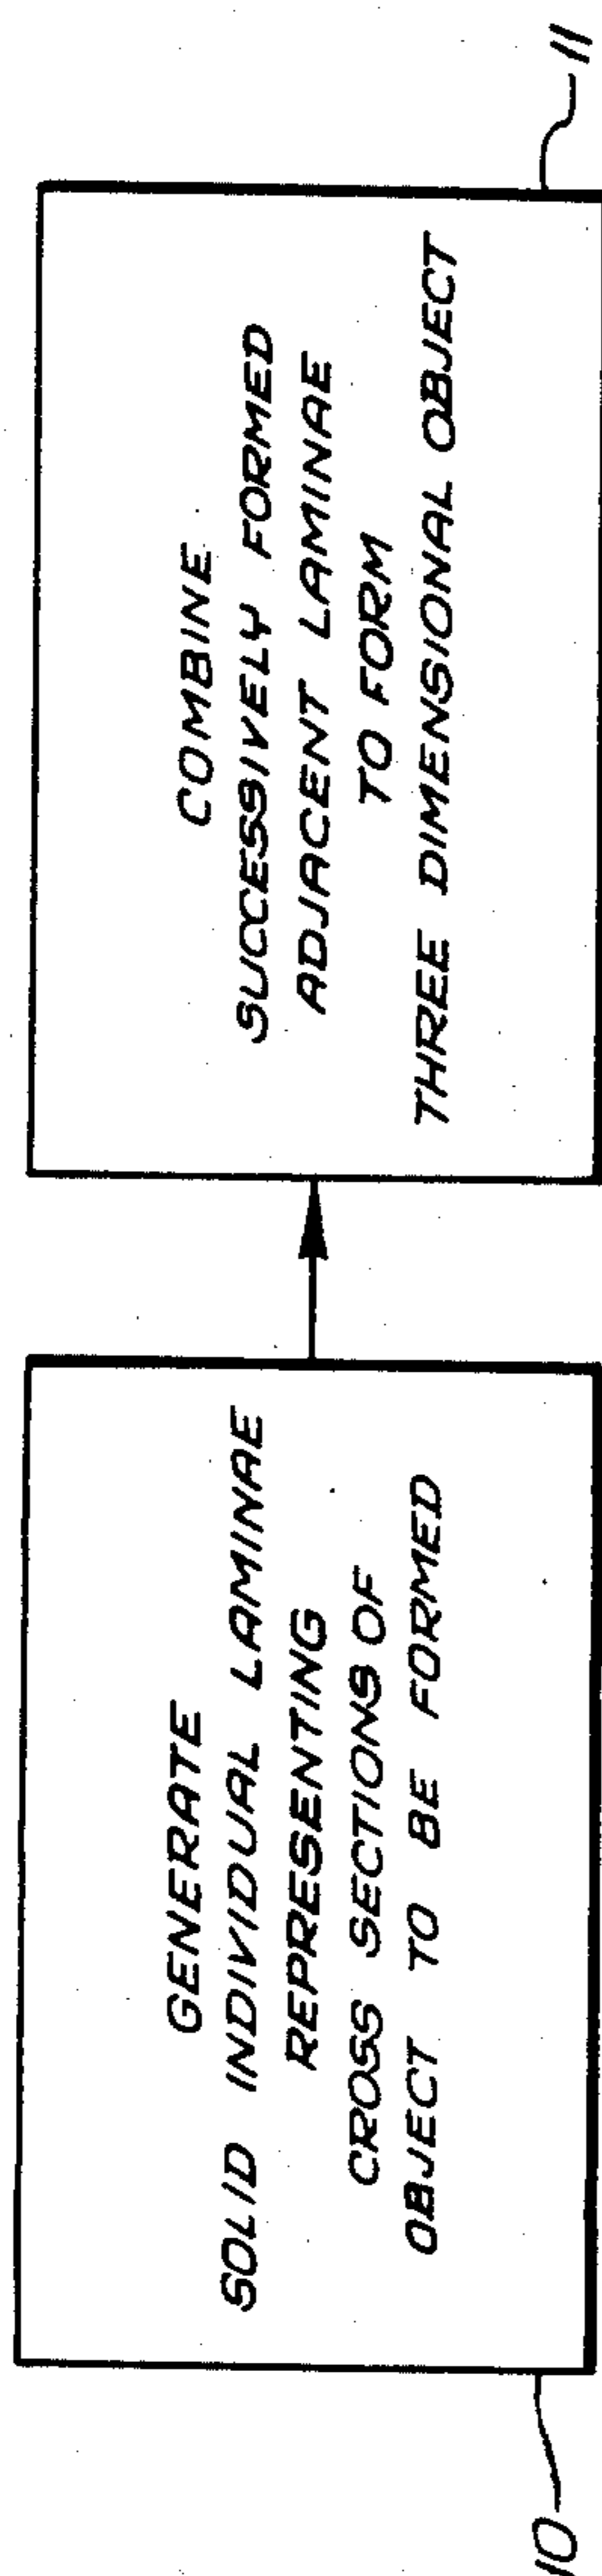 GENERATE
SOLID INDIVIDUAL LAMINAE
REPRESENTING
CROSS SECTIONS OF
OBJECT TO BE FORMED
10
COMBINE
SUCCESSIVELY FORMED
ADJACENT LAMINAE
TO FORM
THREE DIMENSIONAL OBJECT
11